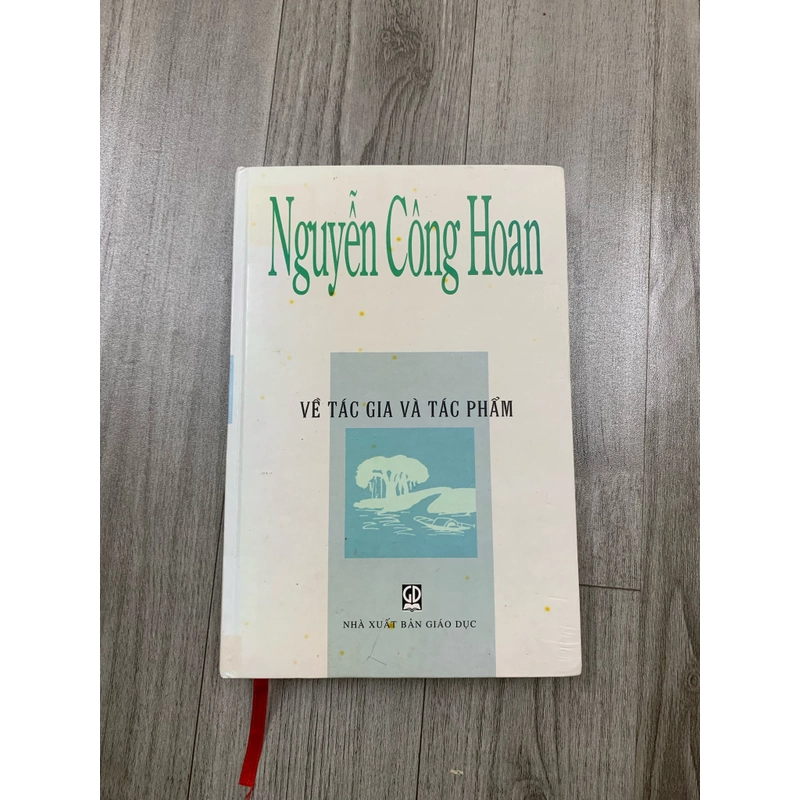 Nguyễn Công Hoan
VỀ TÁC GIA VÀ TÁC PHẨM
GD
NHÀ XUẤT BẢN GIÁO DỤC